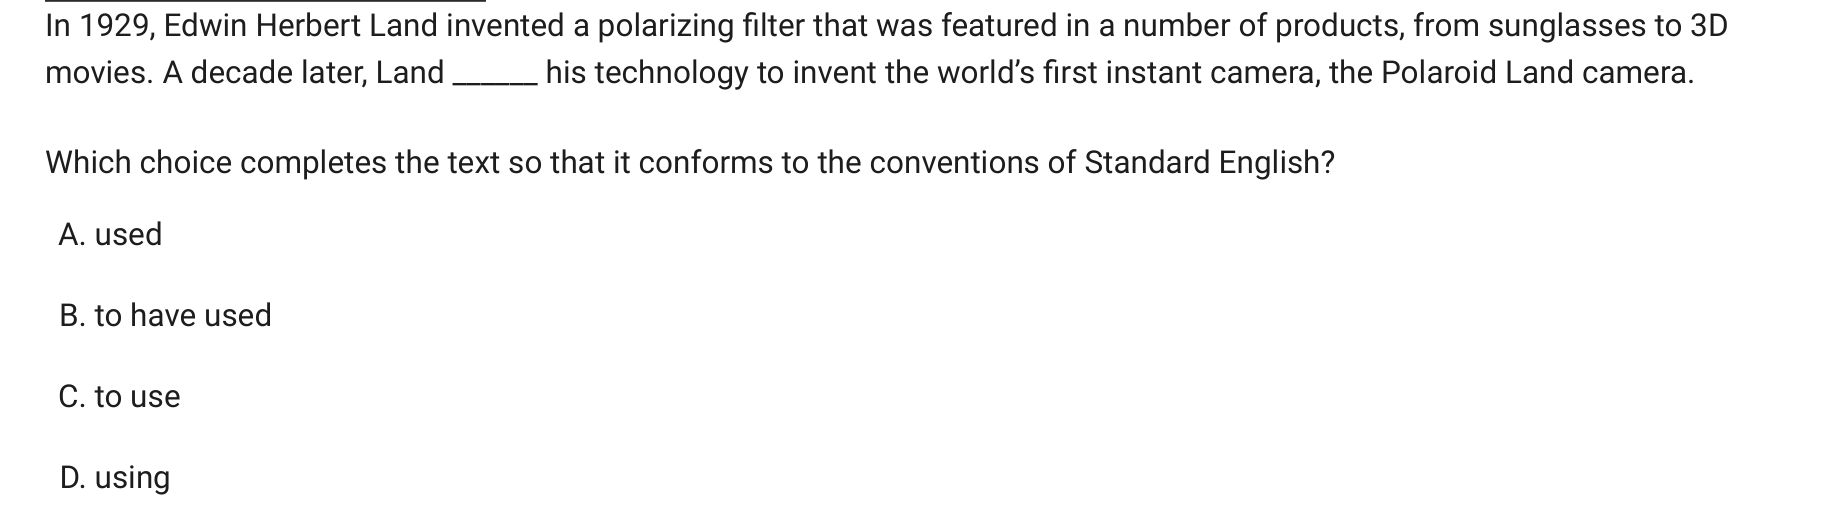 In 1929, Edwin Herbert Land invented a polarizing filter that was featured in a number of products, from sunglasses to 3D
movies. A decade later, Land ______ his technology to invent the world’s first instant camera, the Polaroid Land camera.
Which choice completes the text so that it conforms to the conventions of Standard English?
A. used
B. to have used
C. to use
D. using